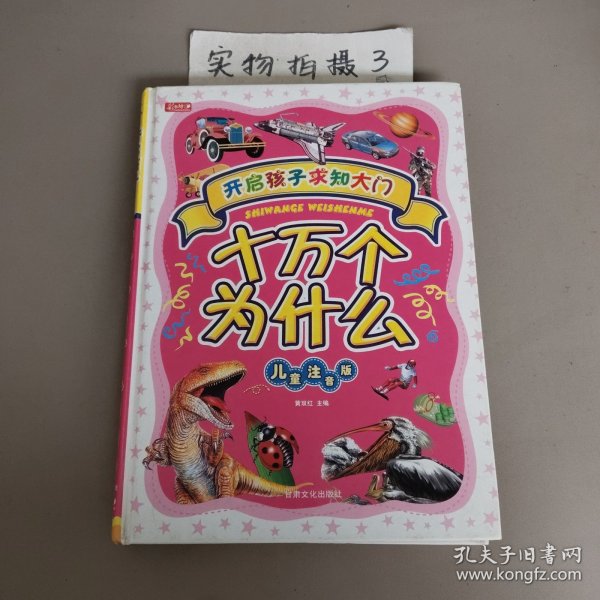 实物拍摄3
开启孩子求知大门
SHIWANGE WEISHENME
十万个
为什么
儿童注音版
黄双红 主编
甘肃文化出版社
孔夫子旧书网
www.kongfz.com